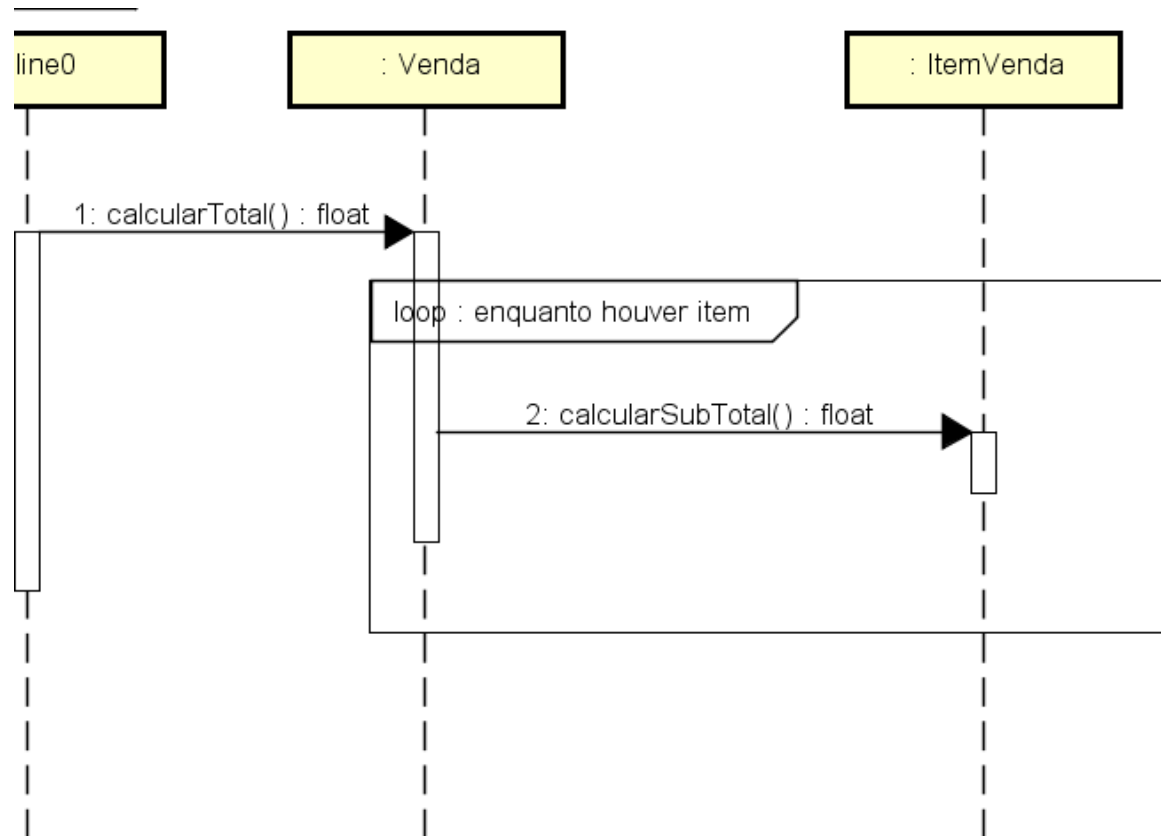 line0
: Venda
: ItemVenda
1: calcularTotal() : float
loop : enquanto houver item
2: calcularSubTotal() : float